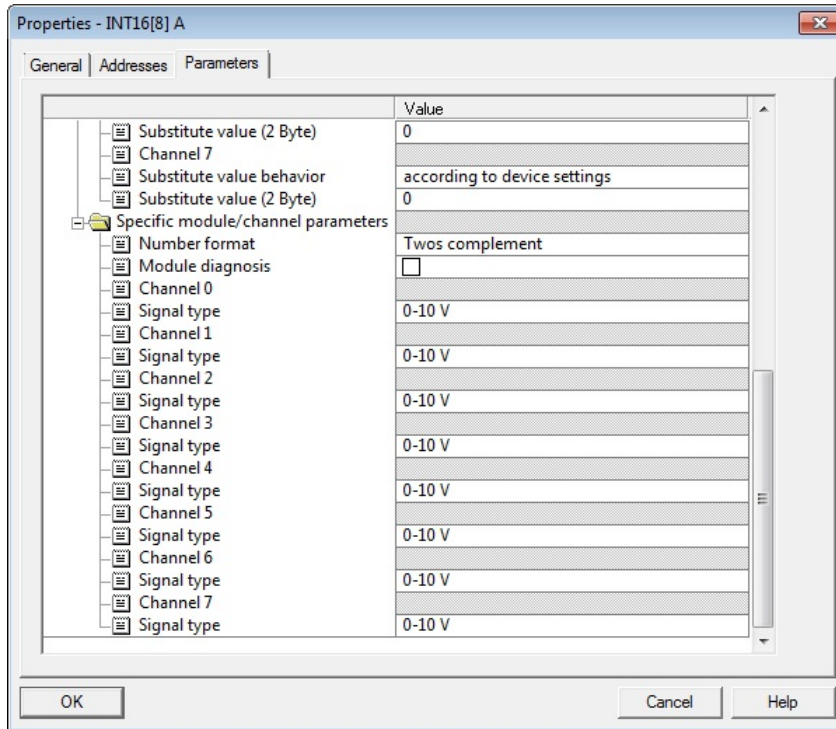 Properties - INT16[8] A
General Addresses Parameters
Value
Substitute value (2 Byte) 0
Channel 7
Substitute value behavior according to device settings
Substitute value (2 Byte) 0
Specific module/channel parameters
Number format Twos complement
Module diagnosis
Channel 0
Signal type 0-10 V
Channel 1
Signal type 0-10 V
Channel 2
Signal type 0-10 V
Channel 3
Signal type 0-10 V
Channel 4
Signal type 0-10 V
Channel 5
Signal type 0-10 V
Channel 6
Signal type 0-10 V
Channel 7
Signal type 0-10 V
OK Cancel Help